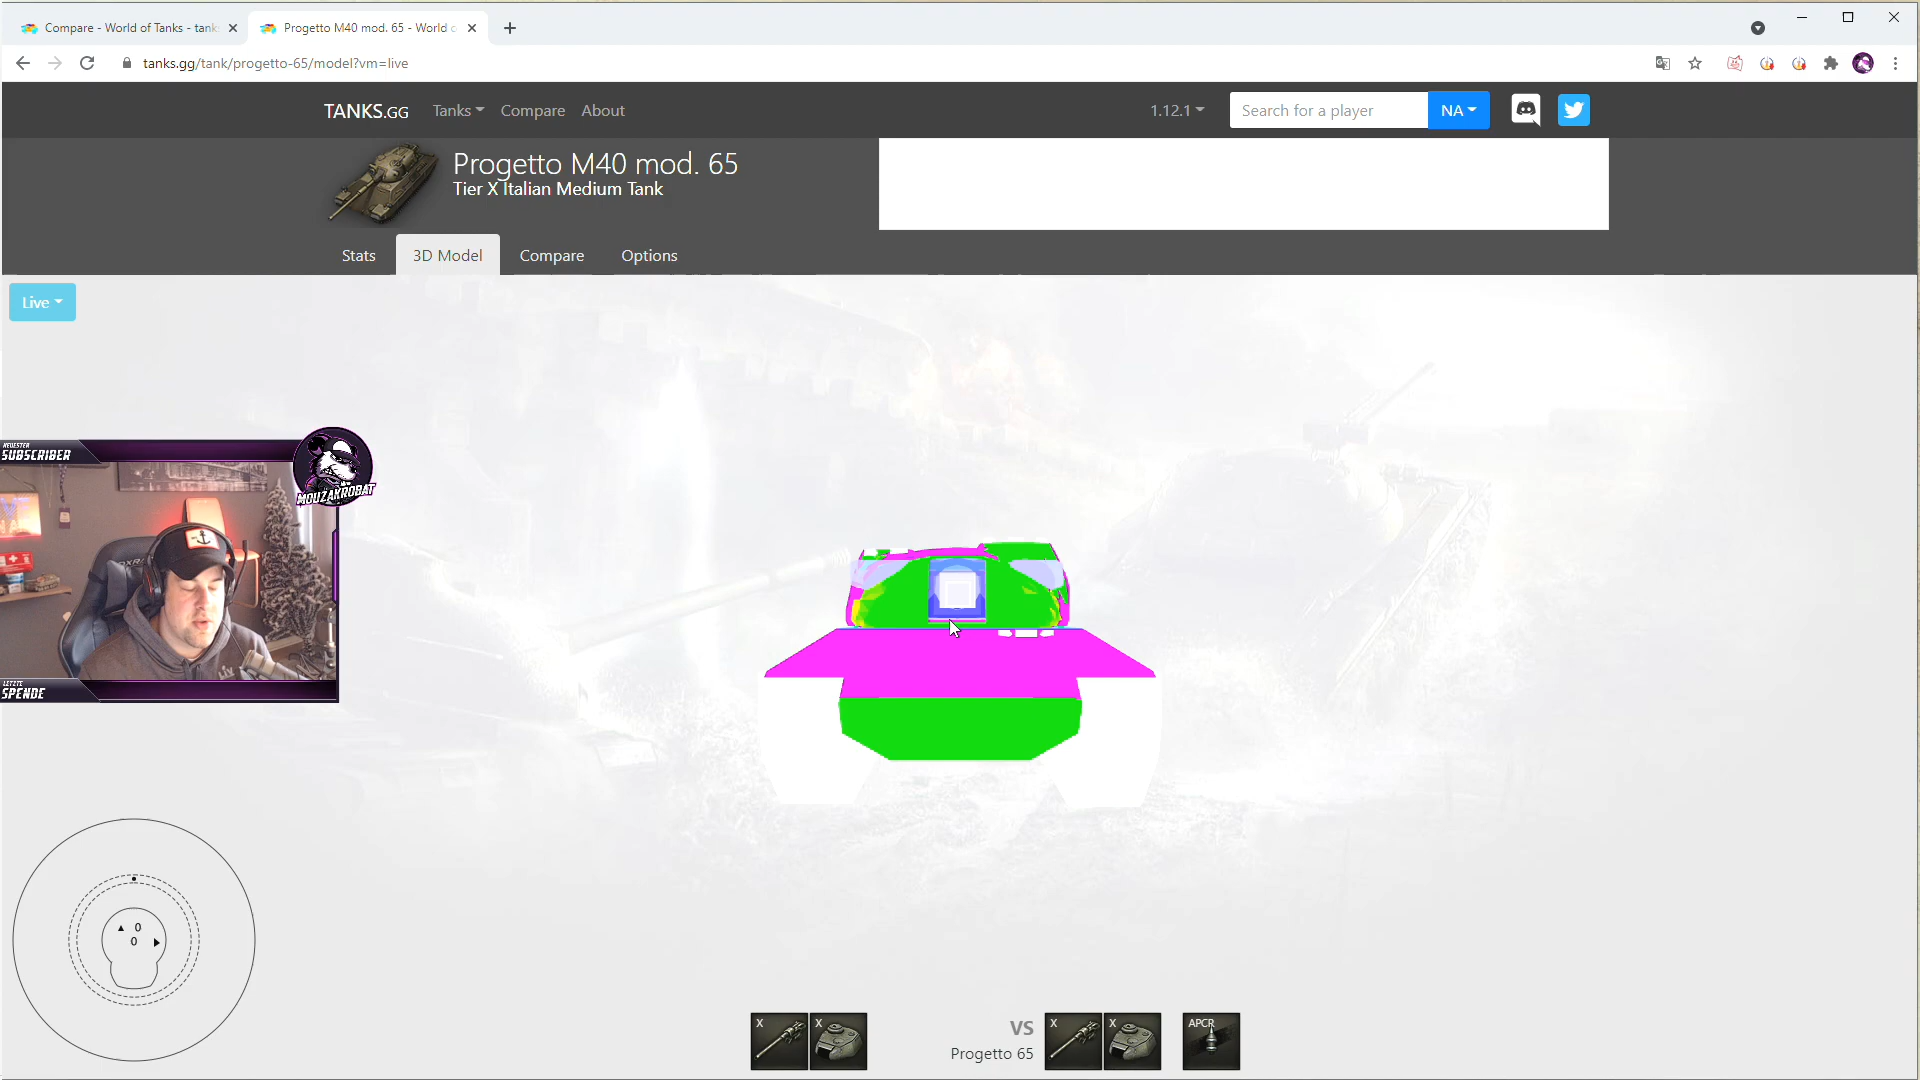 Compare - World of Tanks - tank
Progetto M40 mod. 65 - World o
tanks.gg/tank/progetto-65/model?vm=live
TANKS.GG
Tanks
Compare
About
1.12.1
Search for a player
NA
Progetto M40 mod. 65
Tier X Italian Medium Tank
Stats
3D Model
Compare
Options
Live
NEUESTER
SUBSCRIBER
MOUZAKROBAT
LETZTE
SPENDE
0
0
X
X
VS
Progetto 65
X
X
APCR